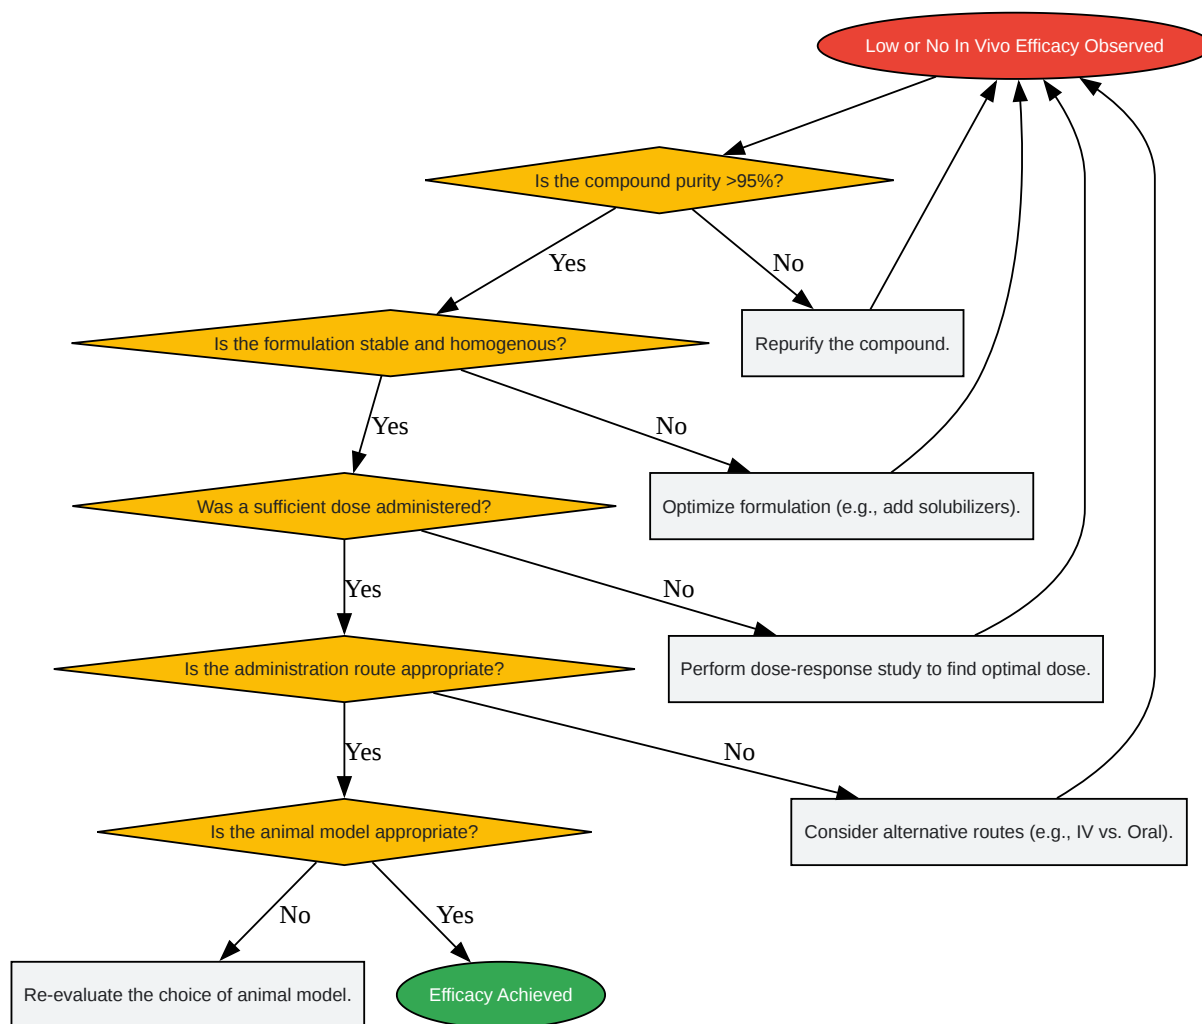 Low or No In Vivo Efficacy Observed
Is the compound purity >95%?
Yes
No
Is the formulation stable and homogenous?
Repurify the compound.
Yes
No
Was a sufficient dose administered?
Optimize formulation (e.g., add solubilizers).
Yes
No
Is the administration route appropriate?
Perform dose-response study to find optimal dose.
Yes
No
Is the animal model appropriate?
Consider alternative routes (e.g., IV vs. Oral).
No
Yes
Re-evaluate the choice of animal model.
Efficacy Achieved